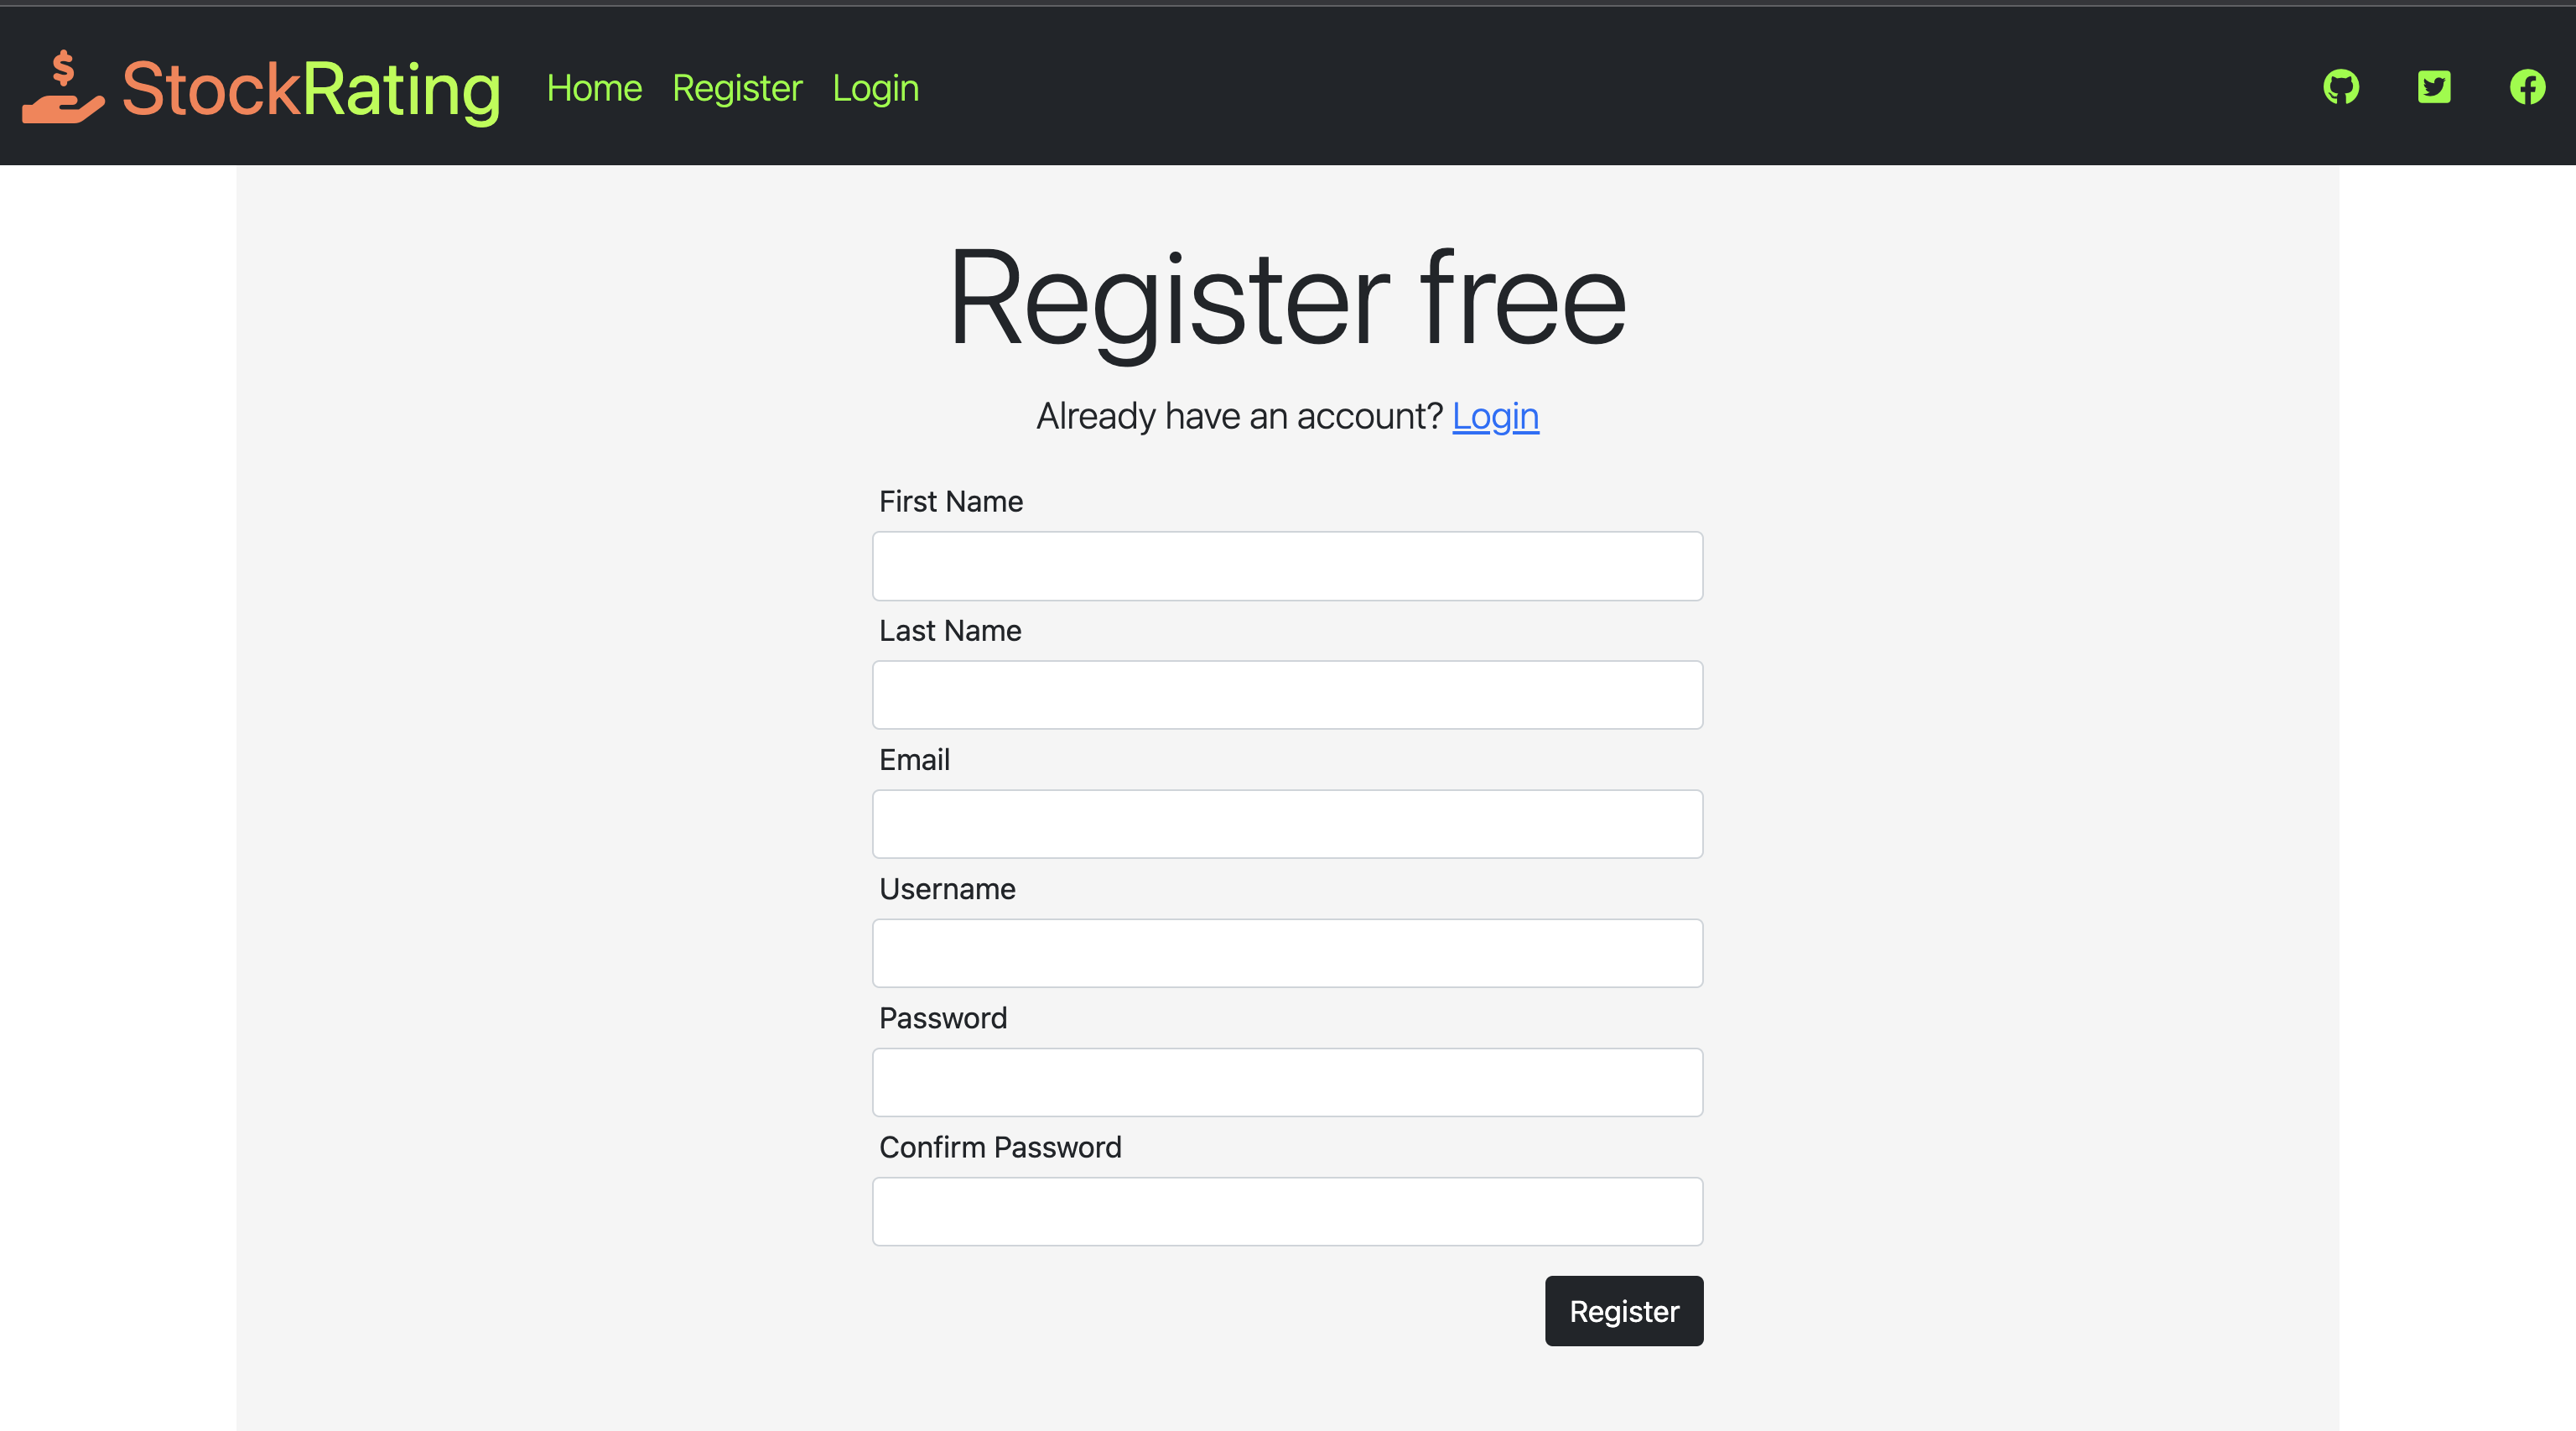 StockRating Home Register Login
Register free
Already have an account? Login
First Name
Last Name
Email
Username
Password
Confirm Password
Register